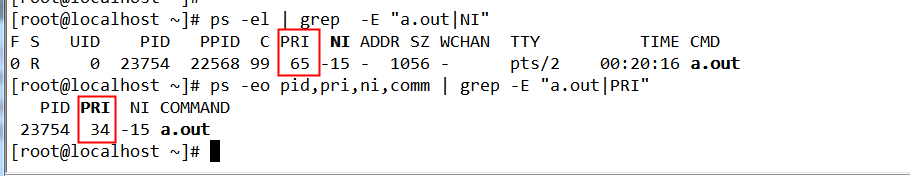 [root@localhost ~]# ps -el | grep  -E "a.out|NI"
F S   UID    PID   PPID  C PRI  NI ADDR SZ WCHAN  TTY          TIME CMD
0 R     0  23754  22568 99  65 -15 -  1056 -      pts/2    00:20:16 a.out
[root@localhost ~]# ps -eo pid,pri,ni,comm | grep -E "a.out|PRI"
   PID PRI  NI COMMAND
 23754  34 -15 a.out
[root@localhost ~]#